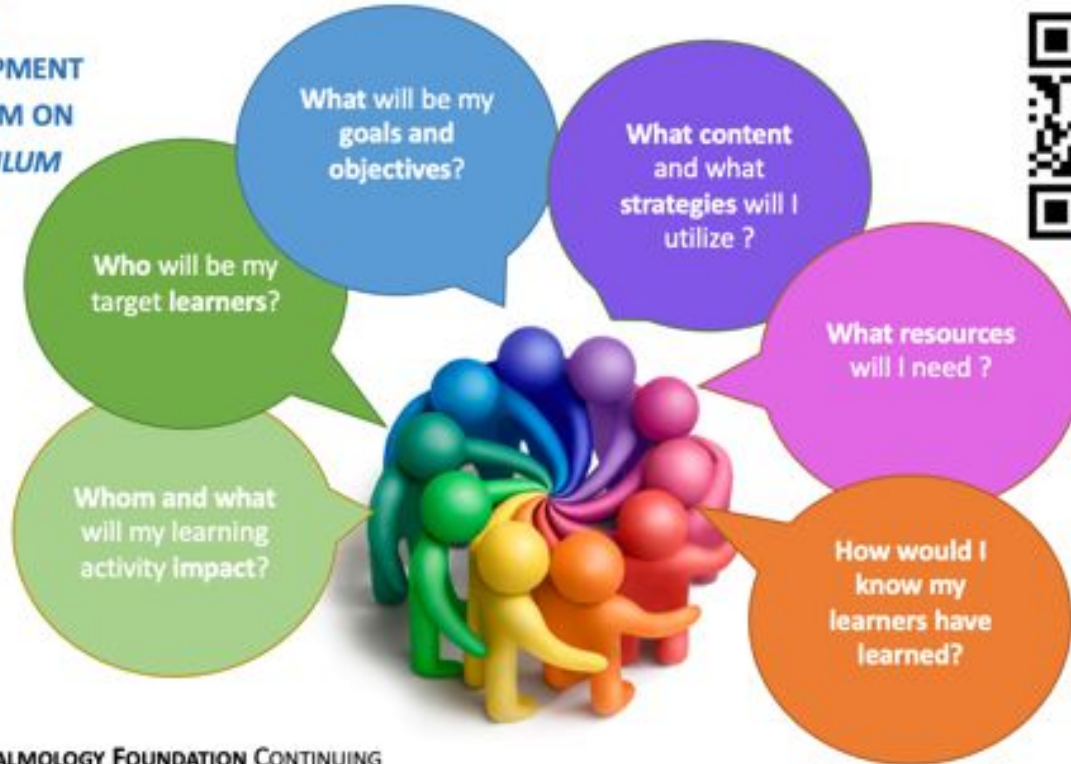 PMENT
M ON
LUM
What will be my
goals and
objectives?
What content
and what
strategies will I
utilize ?
Who will be my
target learners?
What resources
will I need ?
Whom and what
will my learning
activity impact?
How would I
know my
learners have
learned?
ALMOLOGY FOUNDATION CONTINUING